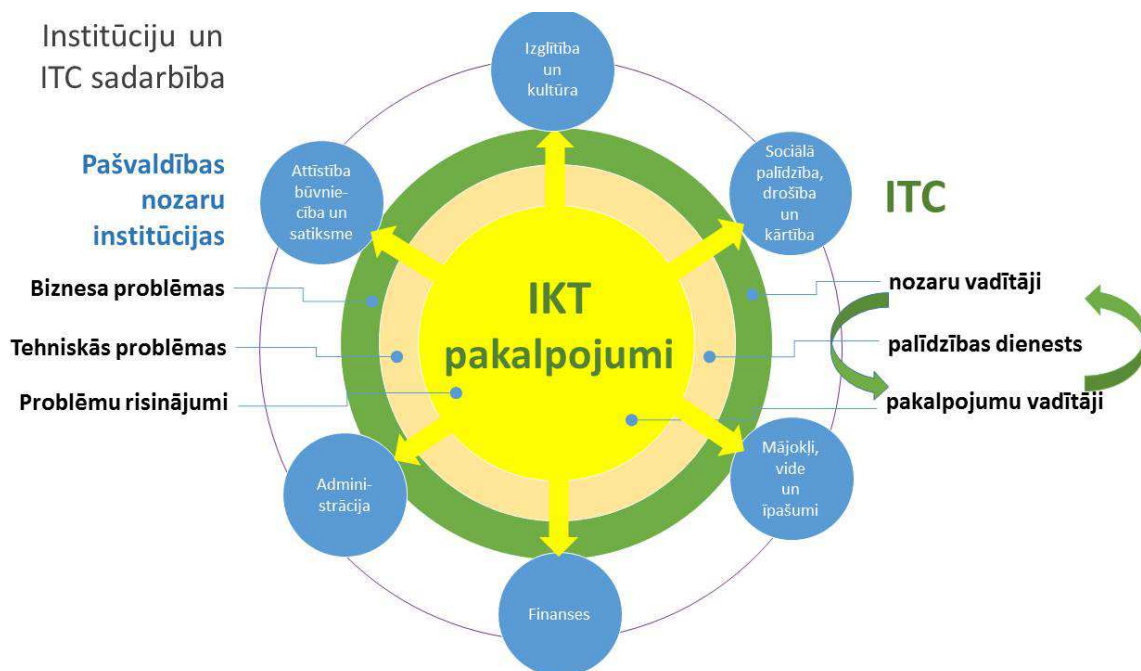 Institūciju un
ITC sadarbība
Pašvaldības
nozaru
institūcijas
Biznesa problēmas
Tehniskās problēmas
Problēmu risinājumi
Izglītība
un
kultūra
Attīstība
būvnie-
cība un
satiksme
Sociālā
palīdzība,
drošība
un
kārtība
IKT
pakalpojumi
Admini-
strācija
Finanses
Mājokļi,
vide
un
īpašumi
ITC
nozaru vadītāji
palīdzības dienests
pakalpojumu vadītāji